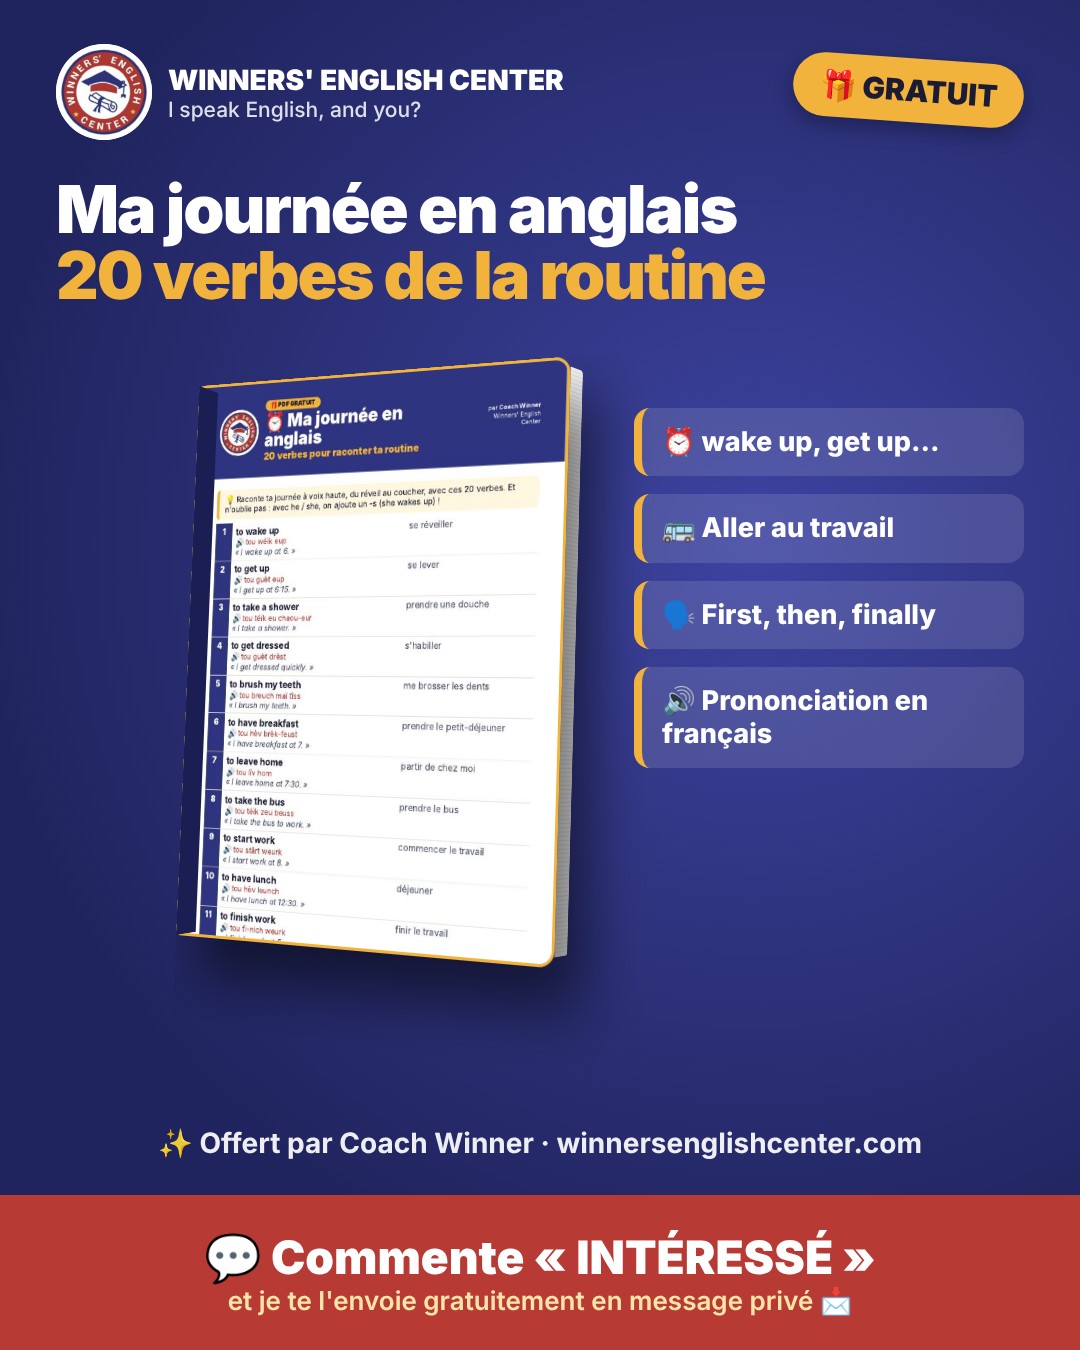 WINNERS' ENGLISH CENTER
WINNERS' ENGLISH CENTER
I speak English, and you?
🎁 GRATUIT
Ma journée en anglais
20 verbes de la routine
🎁 PDF GRATUIT
⏰ Ma journée en
anglais
20 verbes pour raconter ta routine
par Coach Winner
Winners' English
Center
💡 Raconte ta journée à voix haute, du réveil au coucher, avec ces 20 verbes. Et
n'oublie pas : avec he / she, on ajoute un -s (she wakes up) !
1 to wake up se réveiller
🔊 tou wéik eup
« I wake up at 6. »
2 to get up se lever
🔊 tou guèt eup
« I get up at 6:15. »
3 to take a shower prendre une douche
🔊 tou téik eu chaou-eur
« I take a shower. »
4 to get dressed s'habiller
🔊 tou guèt drèst
« I get dressed quickly. »
5 to brush my teeth me brosser les dents
🔊 tou breuch maï tîss
« I brush my teeth. »
6 to have breakfast prendre le petit-déjeuner
🔊 tou hèv brèk-feust
« I have breakfast at 7. »
7 to leave home partir de chez moi
🔊 tou lîv hom
« I leave home at 7:30. »
8 to take the bus prendre le bus
🔊 tou téik zeu beuss
« I take the bus to work. »
9 to start work commencer le travail
🔊 tou stârt weurk
« I start work at 8. »
10 to have lunch déjeuner
🔊 tou hèv leunch
« I have lunch at 12:30. »
11 to finish work finir le travail
🔊 tou fi-nich weurk
⏰ wake up, get up...
🚌 Aller au travail
🗣️ First, then, finally
🔊 Prononciation en
français
✨ Offert par Coach Winner · winnersenglishcenter.com
💬 Commente « INTÉRESSÉ »
et je te l'envoie gratuitement en message privé 📩